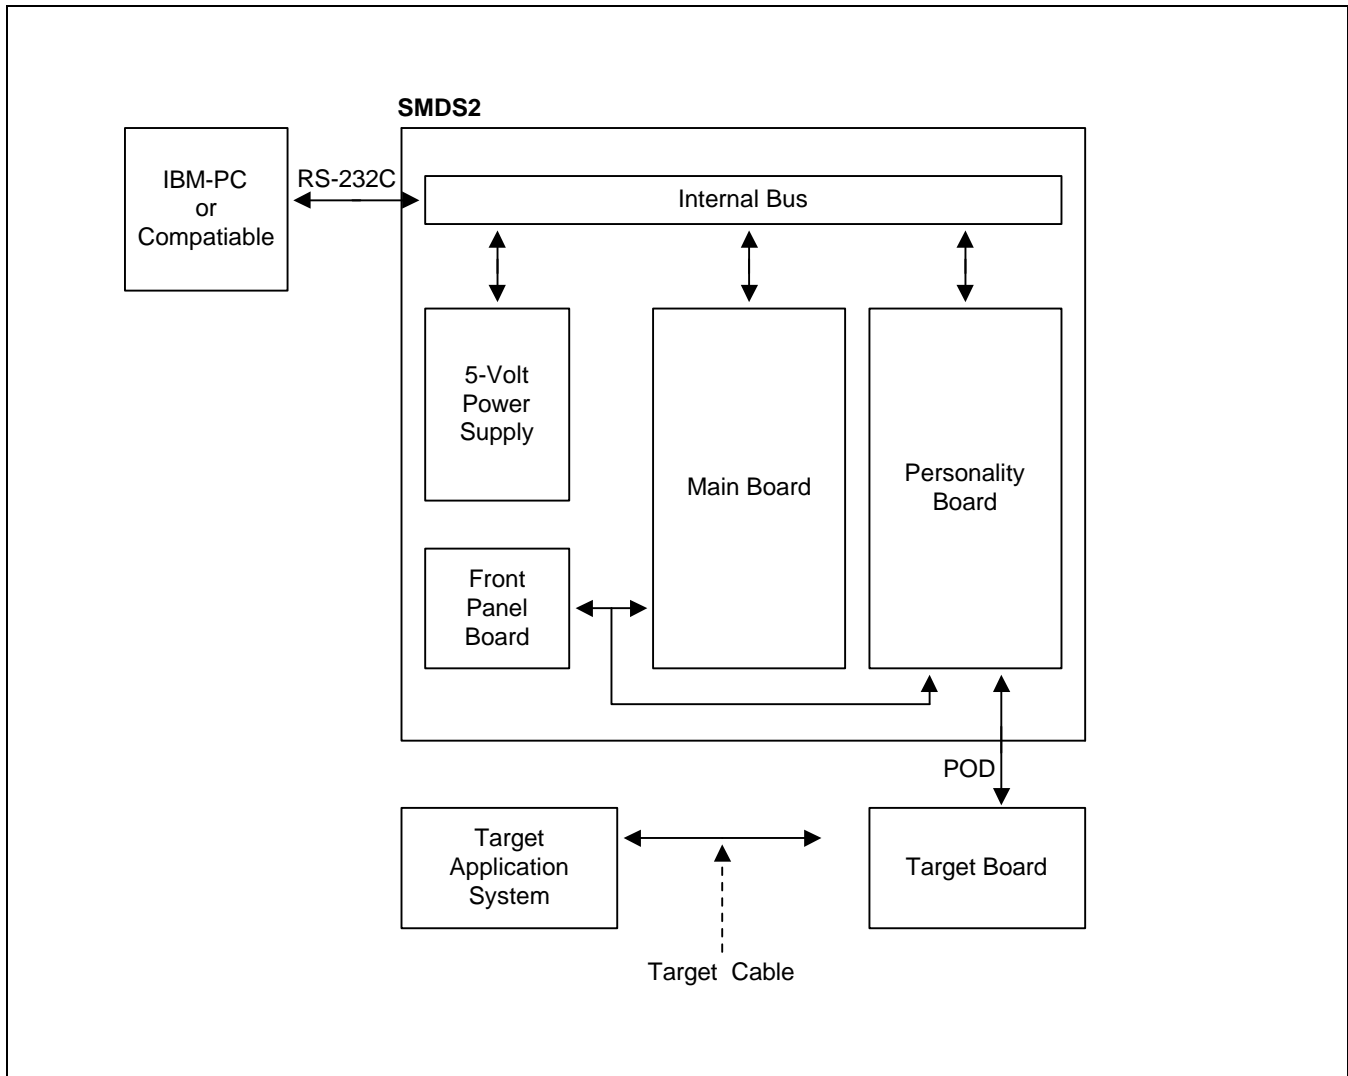 SMDS2
IBM-PC
or
Compatiable
RS-232C
Internal Bus
5-Volt
Power
Supply
Main Board
Personality
Board
Front
Panel
Board
POD
Target
Application
System
Target Board
Target Cable